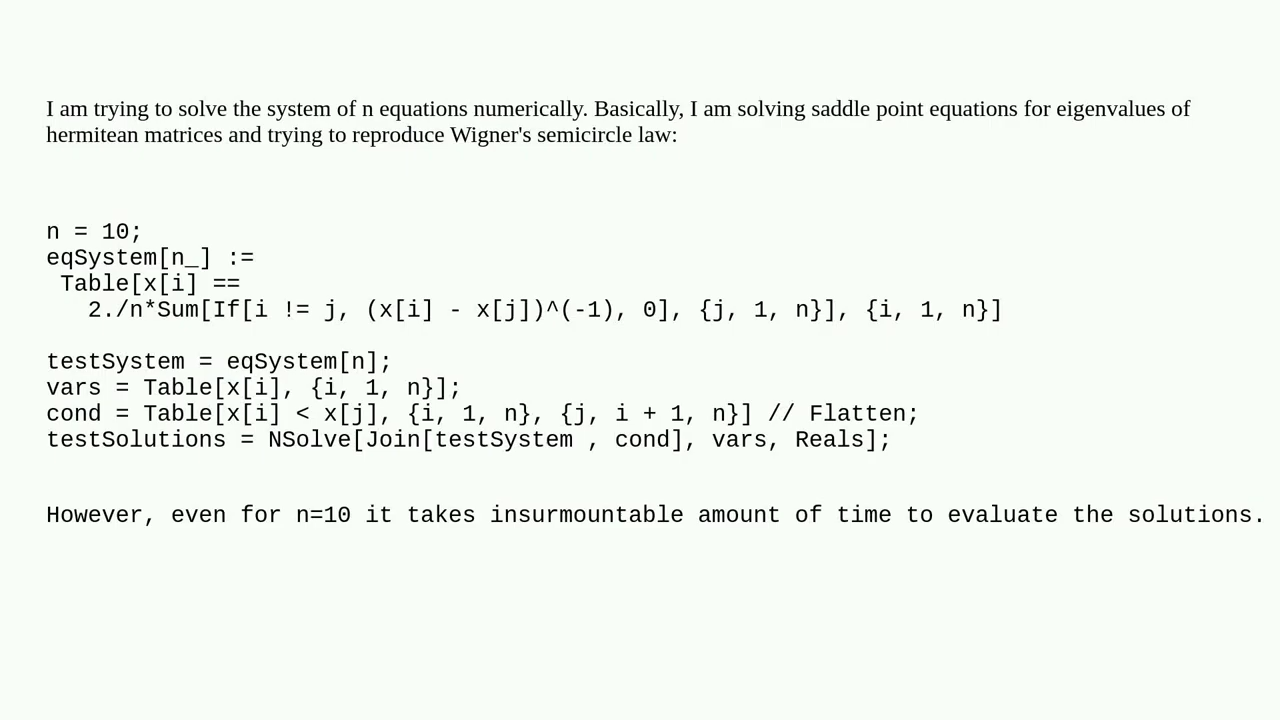 I am trying to solve the system of n equations numerically. Basically, I am solving saddle point equations for eigenvalues of
hermitean matrices and trying to reproduce Wigner's semicircle law:
n = 10;
eqSystem[n_] :=
 Table[x[i] ==
   2./n*Sum[If[i != j, (x[i] - x[j])^(-1), 0], {j, 1, n}], {i, 1, n}]
testSystem = eqSystem[n];
vars = Table[x[i], {i, 1, n}];
cond = Table[x[i] < x[j], {i, 1, n}, {j, i + 1, n}] // Flatten;
testSolutions = NSolve[Join[testSystem , cond], vars, Reals];
However, even for n=10 it takes insurmountable amount of time to evaluate the solutions.